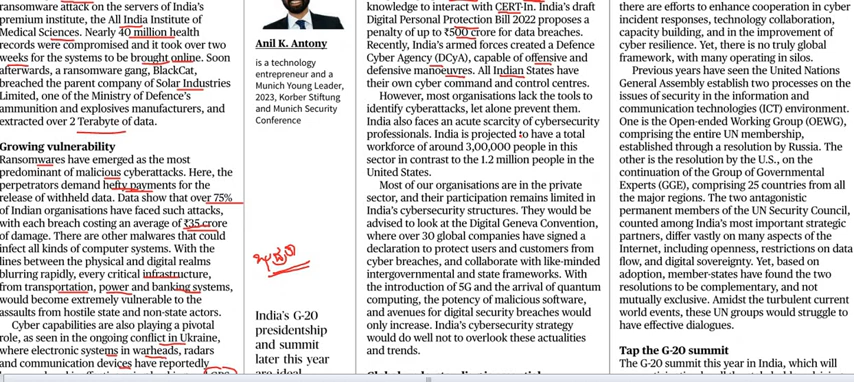 ransomware attack on the servers of India's
premium institute, the All India Institute of
Medical Sciences. Nearly 40 million health
records were compromised and it took over two
weeks for the systems to be brought online. Soon
afterwards, a ransomware gang, BlackCat,
breached the parent company of Solar Industries
Limited, one of the Ministry of Defence's
ammunition and explosives manufacturers, and
extracted over 2 Terabyte of data.
Growing vulnerability
Ransomwares have emerged as the most
predominant of malicious cyberattacks. Here, the
perpetrators demand hefty payments for the
release of withheld data. Data show that over 75%
of Indian organisations have faced such attacks,
with each breach costing an average of ₹35 crore
of damage. There are other malwares that could
infect all kinds of computer systems. With the
lines between the physical and digital realms
blurring rapidly, every critical infrastructure,
from transportation, power and banking systems,
would become extremely vulnerable to the
assaults from hostile state and non-state actors.
Cyber capabilities are also playing a pivotal
role, as seen in the ongoing conflict in Ukraine,
where electronic systems in warheads, radars
and communication devices have reportedly
Anil K. Antony
is a technology
entrepreneur and a
Munich Young Leader,
2023, Korber Stiftung
and Munich Security
Conference
India's G-20
presidentship
and summit
later this year
are ideal
knowledge to interact with CERT-In. India's draft
Digital Personal Protection Bill 2022 proposes a
penalty of up to ₹500 crore for data breaches.
Recently, India's armed forces created a Defence
Cyber Agency (DCyA), capable of offensive and
defensive manoeuvres. All Indian States have
their own cyber command and control centres.
However, most organisations lack the tools to
identify cyberattacks, let alone prevent them.
India also faces an acute scarcity of cybersecurity
professionals. India is projected to have a total
workforce of around 3,00,000 people in this
sector in contrast to the 1.2 million people in the
United States.
Most of our organisations are in the private
sector, and their participation remains limited in
India's cybersecurity structures. They would be
advised to look at the Digital Geneva Convention,
where over 30 global companies have signed a
declaration to protect users and customers from
cyber breaches, and collaborate with like-minded
intergovernmental and state frameworks. With
the introduction of 5G and the arrival of quantum
computing, the potency of malicious software,
and avenues for digital security breaches would
only increase. India's cybersecurity strategy
would do well not to overlook these actualities
and trends.
there are efforts to enhance cooperation in cyber
incident responses, technology collaboration,
capacity building, and in the improvement of
cyber resilience. Yet, there is no truly global
framework, with many operating in silos.
Previous years have seen the United Nations
General Assembly establish two processes on the
issues of security in the information and
communication technologies (ICT) environment.
One is the Open-ended Working Group (OEWG),
comprising the entire UN membership,
established through a resolution by Russia. The
other is the resolution by the U.S., on the
continuation of the Group of Governmental
Experts (GGE), comprising 25 countries from all
the major regions. The two antagonistic
permanent members of the UN Security Council,
counted among India's most important strategic
partners, differ vastly on many aspects of the
Internet, including openness, restrictions on data
flow, and digital sovereignty. Yet, based on
adoption, member-states have found the two
resolutions to be complementary, and not
mutually exclusive. Amidst the turbulent current
world events, these UN groups would struggle to
have effective dialogues.
Tap the G-20 summit
The G-20 summit this year in India, which will